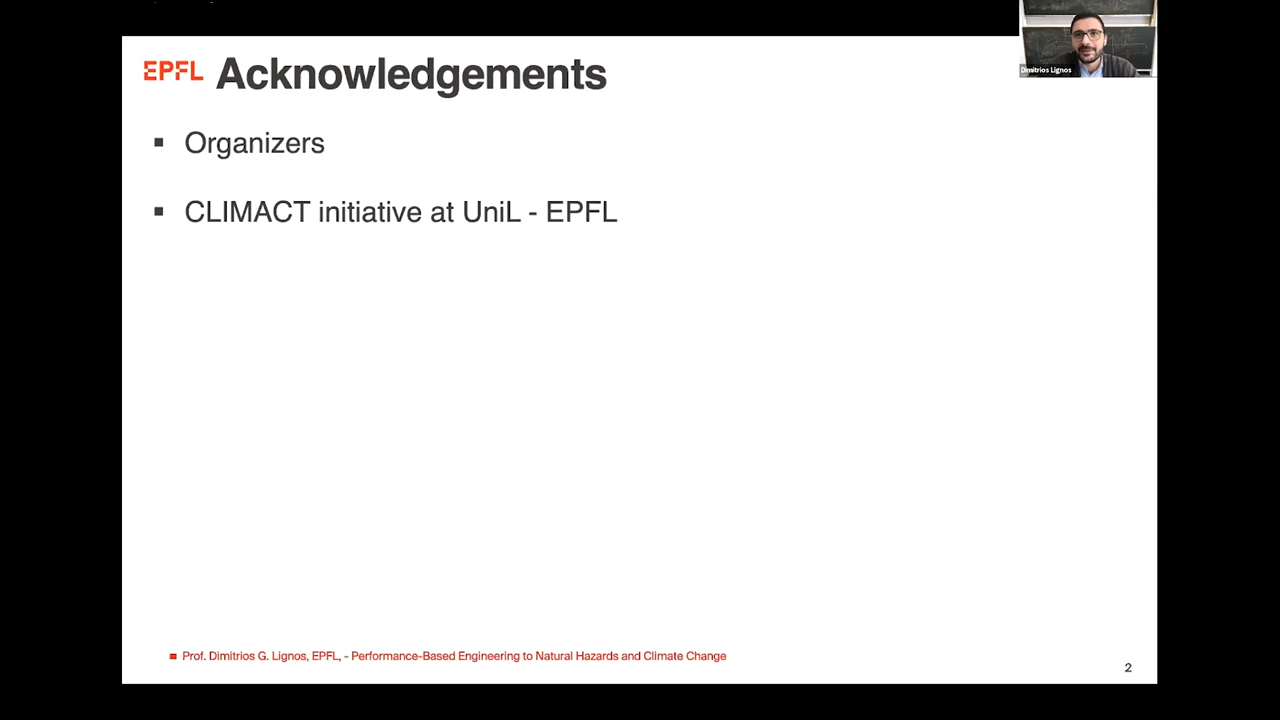 EPFL Acknowledgements
Dimitrios Lignos
▪ Organizers
▪ CLIMACT initiative at UniL - EPFL
Prof. Dimitrios G. Lignos, EPFL, - Performance-Based Engineering to Natural Hazards and Climate Change
2